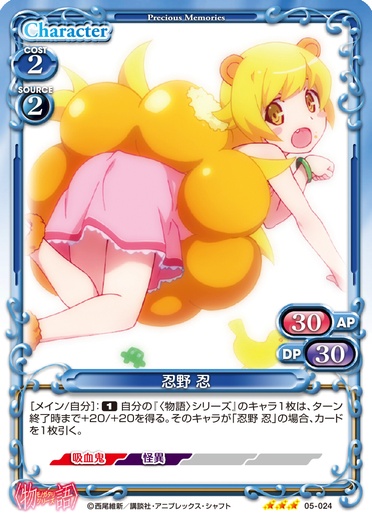 Precious Memories
Character
COST
2
SOURCE
2
30 AP
DP 30
忍野 忍
[メイン/自分]：1 自分の『〈物語〉シリーズ』のキャラ1枚は、ターン
終了時まで+20/+20を得る。そのキャラが「忍野 忍」の場合、カード
を1枚引く。
吸血鬼 怪異
〈物語〉
シリーズ
©西尾維新／講談社・アニプレックス・シャフト
05-024